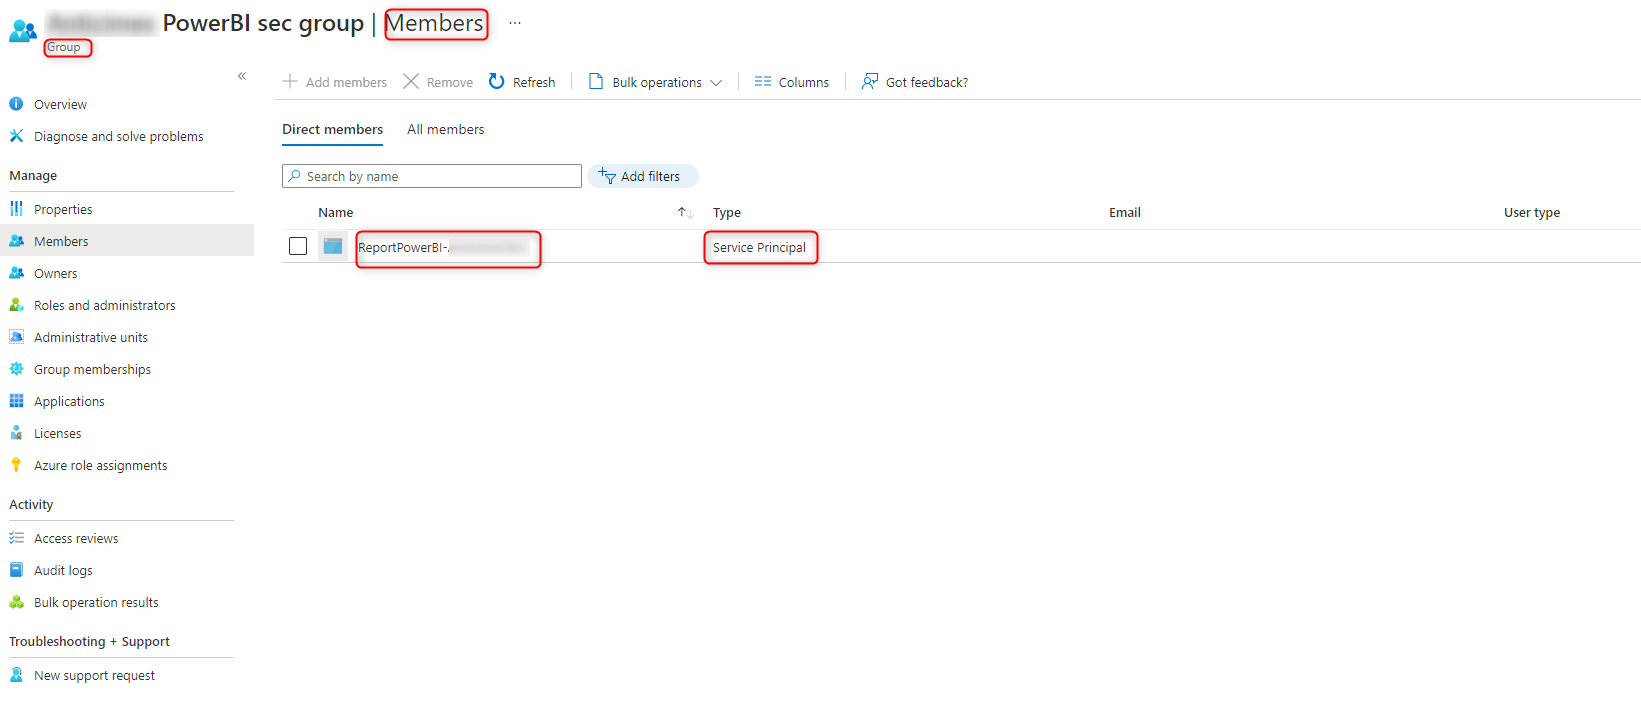 PowerBI sec group | Members ...
Group
«
Add members Remove Refresh Bulk operations Columns Got feedback?
Overview
Diagnose and solve problems
Manage
Properties
Members
Owners
Roles and administrators
Administrative units
Group memberships
Applications
Licenses
Azure role assignments
Activity
Access reviews
Audit logs
Bulk operation results
Troubleshooting + Support
New support request
Direct members All members
Search by name Add filters
Name Type Email User type
ReportPowerBI- Service Principal